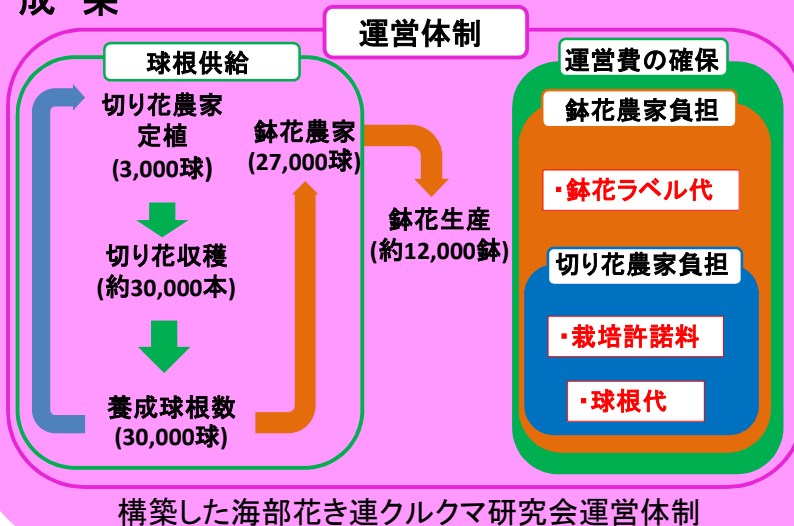 成 果
運営体制
球根供給
切り花農家
定植
(3,000球)
切り花収穫
(約30,000本)
養成球根数
(30,000球)
鉢花農家
(27,000球)
鉢花生産
(約12,000鉢)
運営費の確保
鉢花農家負担
・鉢花ラベル代
切り花農家負担
・栽培許諾料
・球根代
構築した海部花き連クルクマ研究会運営体制